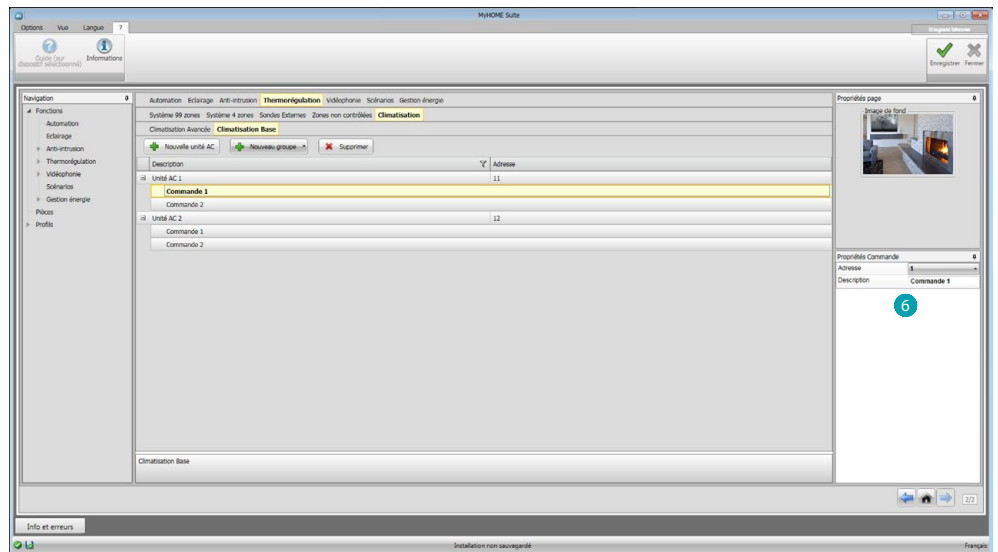 MyHOME Suite
Options Vue Langue ?
Guide (sur dispositif sélectionné)
Informations
Enregistrer Fermer
Navigation
Fonctions
Automation
Eclairage
Anti-intrusion
Thermorégulation
Vidéophonie
Scénarios
Gestion énergie
Pièces
Profils
Automation Eclairage Anti-intrusion Thermorégulation Vidéophonie Scénarios Gestion énergie
Système 99 zones Système 4 zones Sondes Externes Zones non contrôlées Climatisation
Climatisation Avancée Climatisation Base
Nouvelle unité AC Nouveau groupe Supprimer
Description Adresse
Unité AC 1 11
Commande 1
Commande 2
Unité AC 2 12
Commande 1
Commande 2
Climatisation Base
Propriétés page
Image de fond
Propriétés Commande
Adresse 1
Description Commande 1
6
2/2
Info et erreurs
Installation non sauvegardé
Français